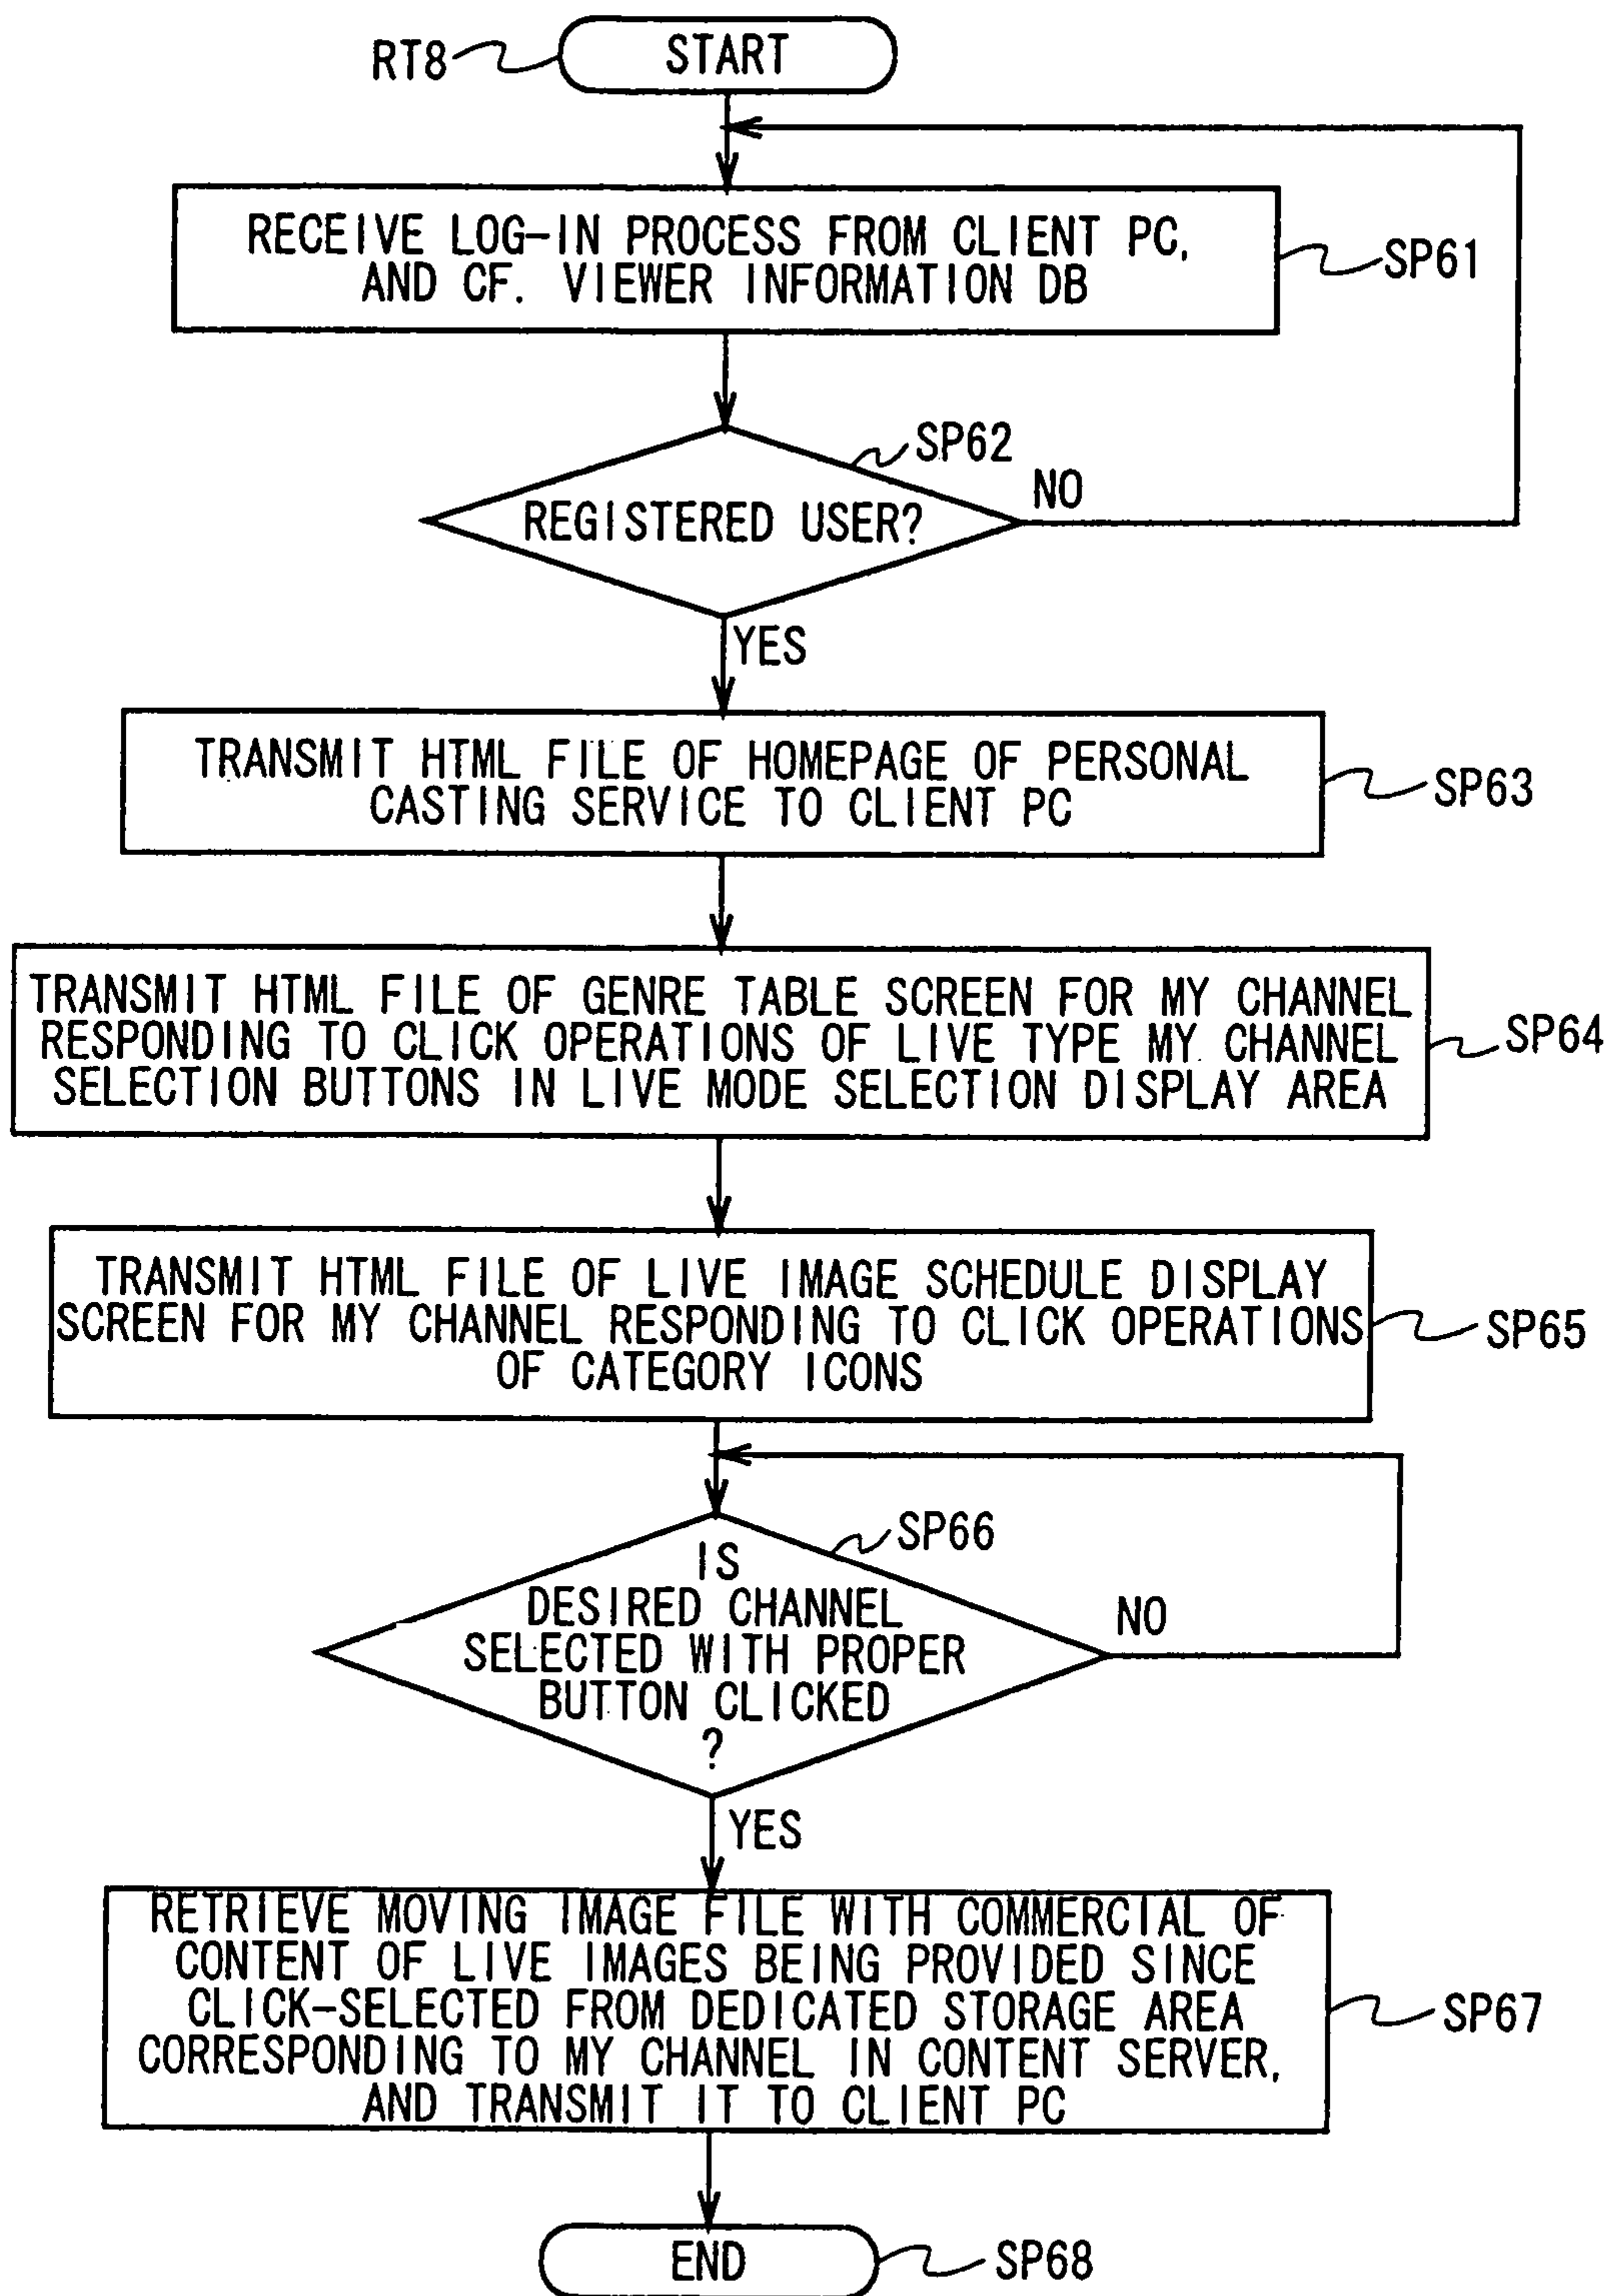 RT8
START
RECEIVE LOG-IN PROCESS FROM CLIENT PC,
AND CF. VIEWER INFORMATION DB
SP61
SP62
REGISTERED USER?
NO
YES
TRANSMIT HTML FILE OF HOMEPAGE OF PERSONAL
CASTING SERVICE TO CLIENT PC
SP63
TRANSMIT HTML FILE OF GENRE TABLE SCREEN FOR MY CHANNEL
RESPONDING TO CLICK OPERATIONS OF LIVE TYPE MY CHANNEL
SELECTION BUTTONS IN LIVE MODE SELECTION DISPLAY AREA
SP64
TRANSMIT HTML FILE OF LIVE IMAGE SCHEDULE DISPLAY
SCREEN FOR MY CHANNEL RESPONDING TO CLICK OPERATIONS
OF CATEGORY ICONS
SP65
SP66
IS
DESIRED CHANNEL
SELECTED WITH PROPER
BUTTON CLICKED
?
NO
YES
RETRIEVE MOVING IMAGE FILE WITH COMMERCIAL OF
CONTENT OF LIVE IMAGES BEING PROVIDED SINCE
CLICK-SELECTED FROM DEDICATED STORAGE AREA
CORRESPONDING TO MY CHANNEL IN CONTENT SERVER,
AND TRANSMIT IT TO CLIENT PC
SP67
END
SP68